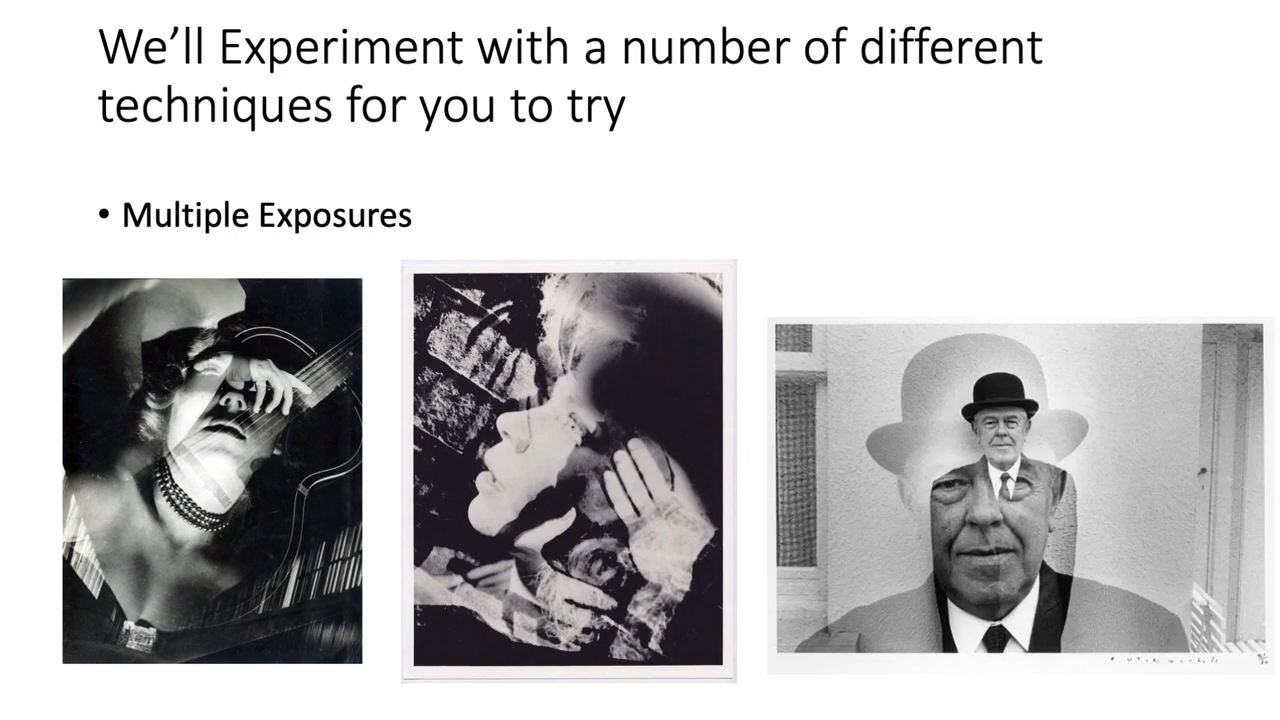 We’ll Experiment with a number of different
techniques for you to try
• Multiple Exposures